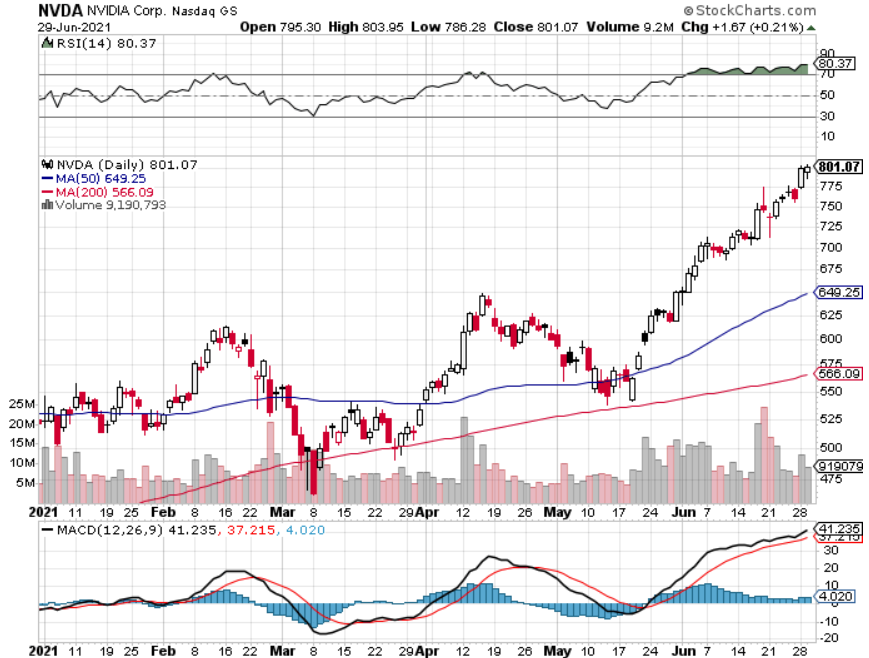 NVDA NVIDIA Corp. Nasdaq GS
© StockCharts.com
29-Jun-2021
Open 795.30 High 803.95 Low 786.28 Close 801.07 Volume 9.2M Chg +1.67 (+0.21%)
RSI(14) 80.37
90
80.37
70
50
30
10
NVDA (Daily) 801.07
MA(50) 649.25
MA(200) 566.09
Volume 9,190,793
801.07
775
750
725
700
675
649.25
625
600
575
566.09
550
525
500
919079
475
25M
20M
15M
10M
5M
2021 11 19 25 Feb 8 16 22 Mar 8 15 22 29 Apr 12 19 26 May 10 17 24 Jun 7 14 21 28
MACD(12,26,9) 41.235, 37.215, 4.020
41.235
37.215
30
20
10
4.020
0
-10
-20
2021 11 19 25 Feb 8 16 22 Mar 8 15 22 29 Apr 12 19 26 May 10 17 24 Jun 7 14 21 28